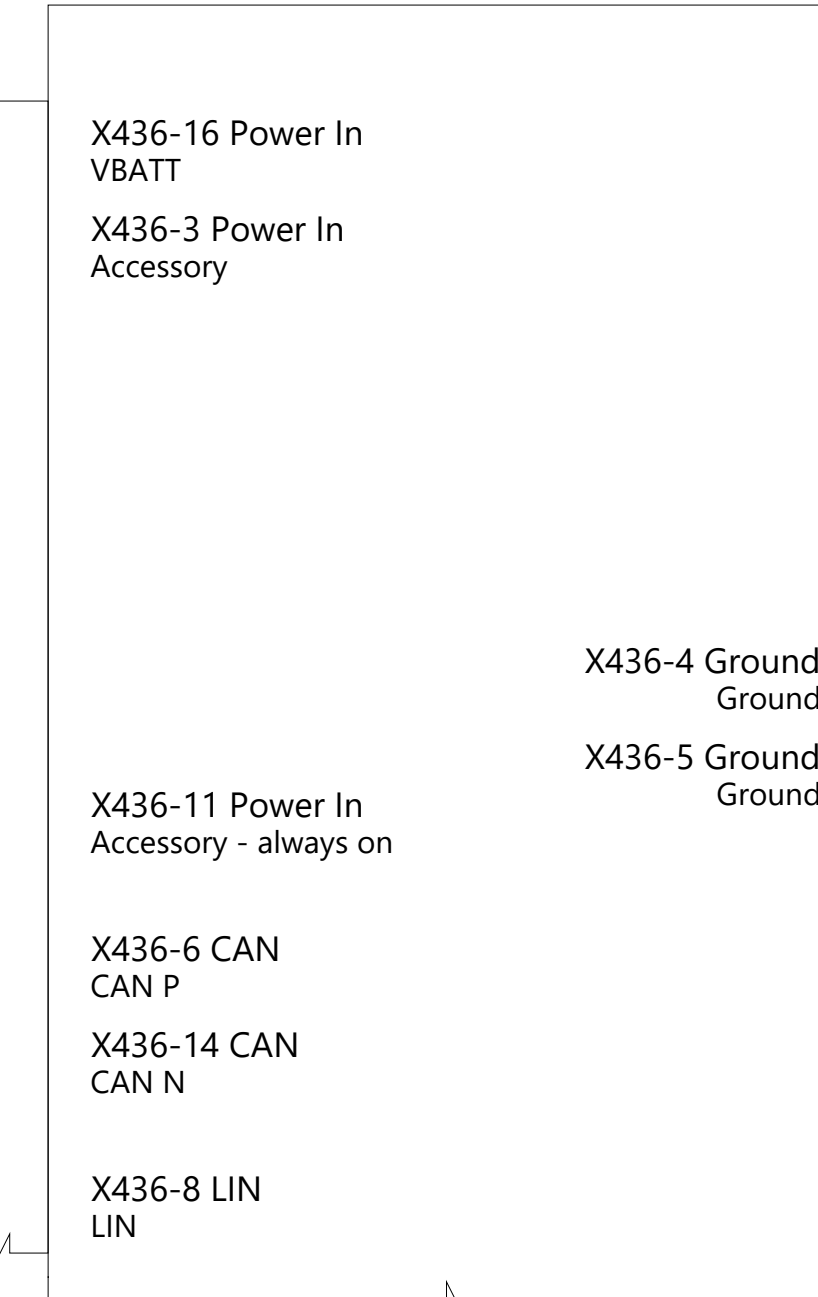 X436-16 Power In
VBATT
X436-3 Power In
Accessory
X436-4 Ground
Ground
X436-5 Ground
Ground
X436-11 Power In
Accessory - always on
X436-6 CAN
CAN P
X436-14 CAN
CAN N
X436-8 LIN
LIN